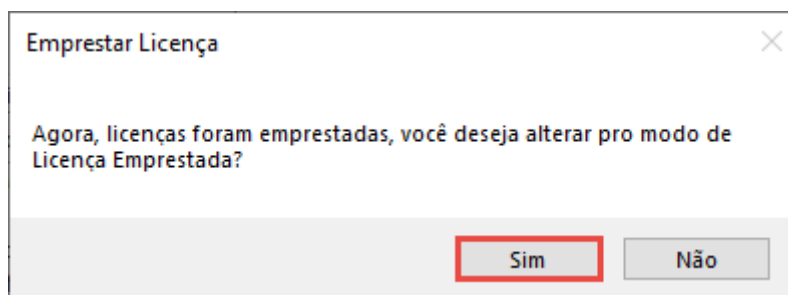 Emprestar Licença
Agora, licenças foram emprestadas, você deseja alterar pro modo de
Licença Emprestada?
Sim
Não